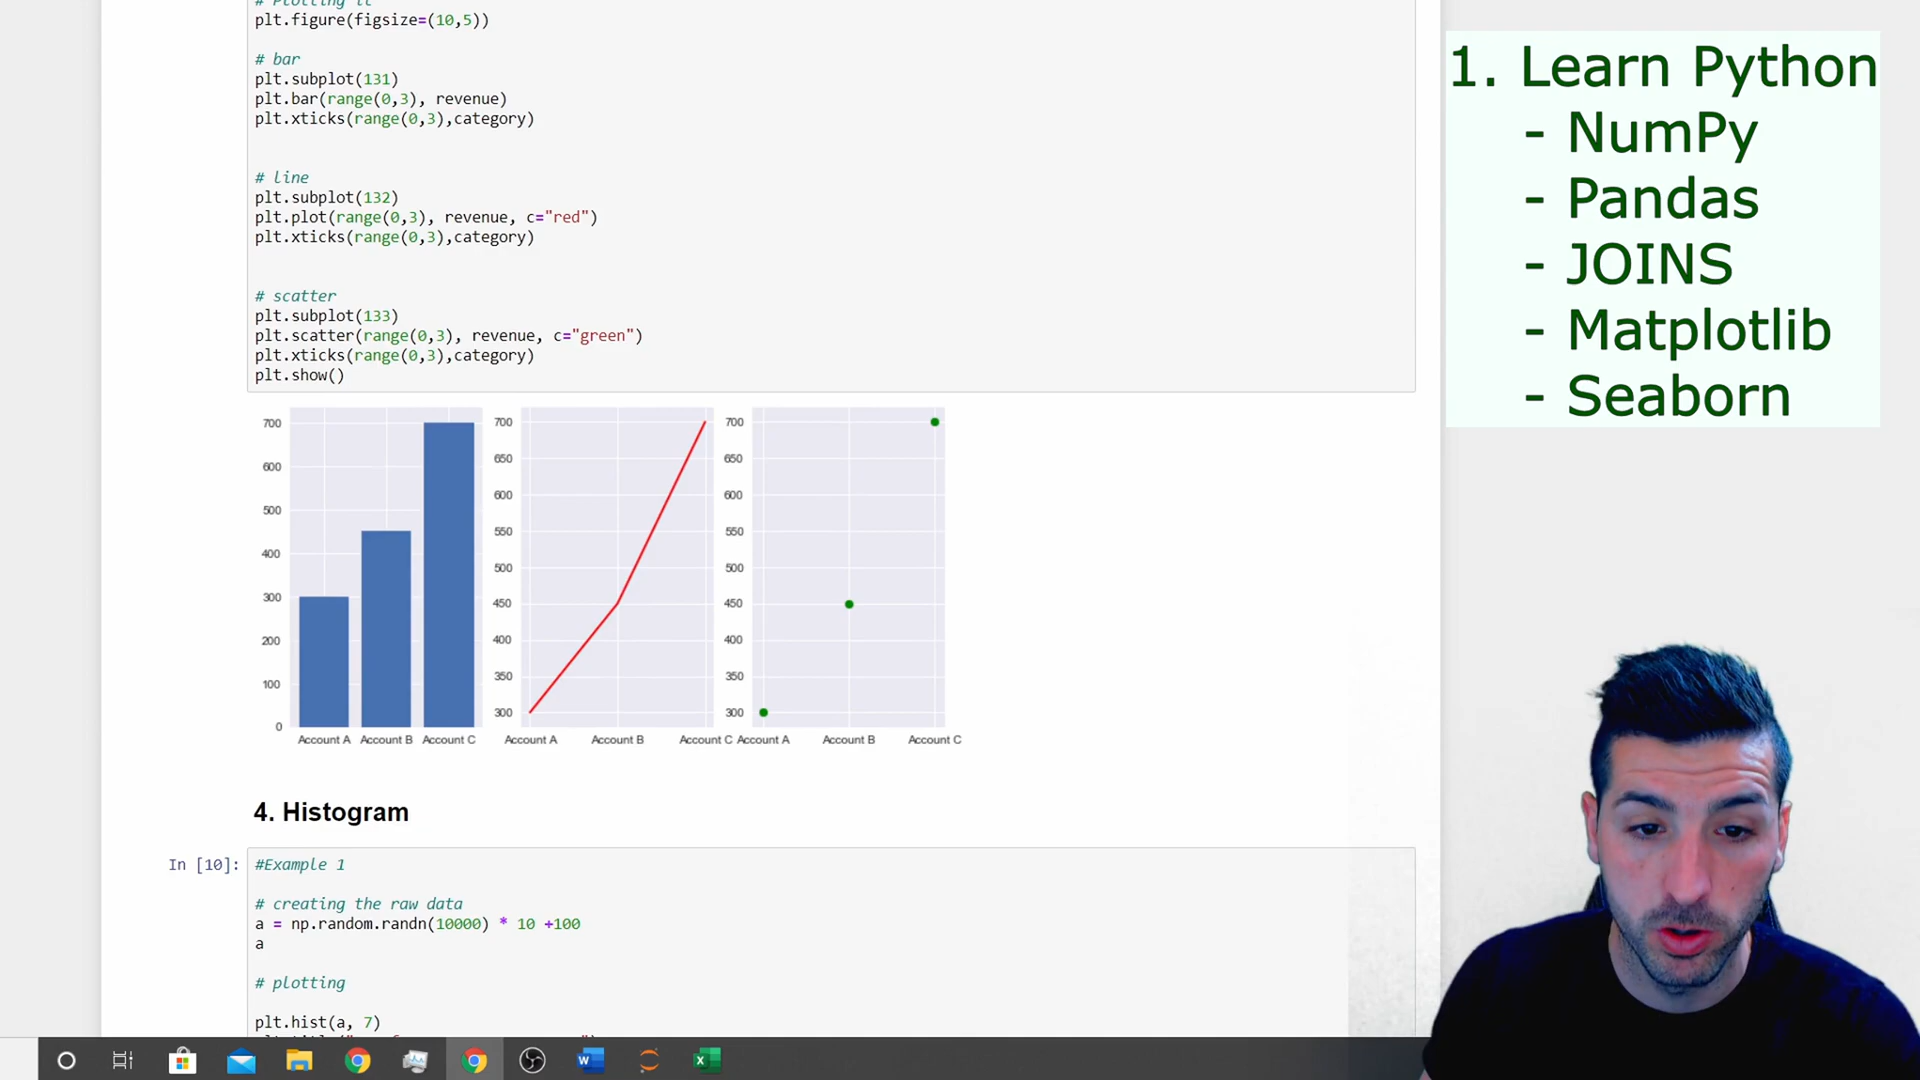 plt.figure(figsize=(10,5))
# bar
plt.subplot(131)
plt.bar(range(0,3), revenue)
plt.xticks(range(0,3),category)
# line
plt.subplot(132)
plt.plot(range(0,3), revenue, c="red")
plt.xticks(range(0,3),category)
# scatter
plt.subplot(133)
plt.scatter(range(0,3), revenue, c="green")
plt.xticks(range(0,3),category)
plt.show()
700
600
500
400
300
200
100
0
Account A Account B Account C
700
650
600
550
500
450
400
350
300
Account A Account B Account C
700
650
600
550
500
450
400
350
300
Account A Account B Account C
4. Histogram
In [10]:
#Example 1
# creating the raw data
a = np.random.randn(10000) * 10 +100
a
# plotting
plt.hist(a, 7)
1. Learn Python
- NumPy
- Pandas
- JOINS
- Matplotlib
- Seaborn